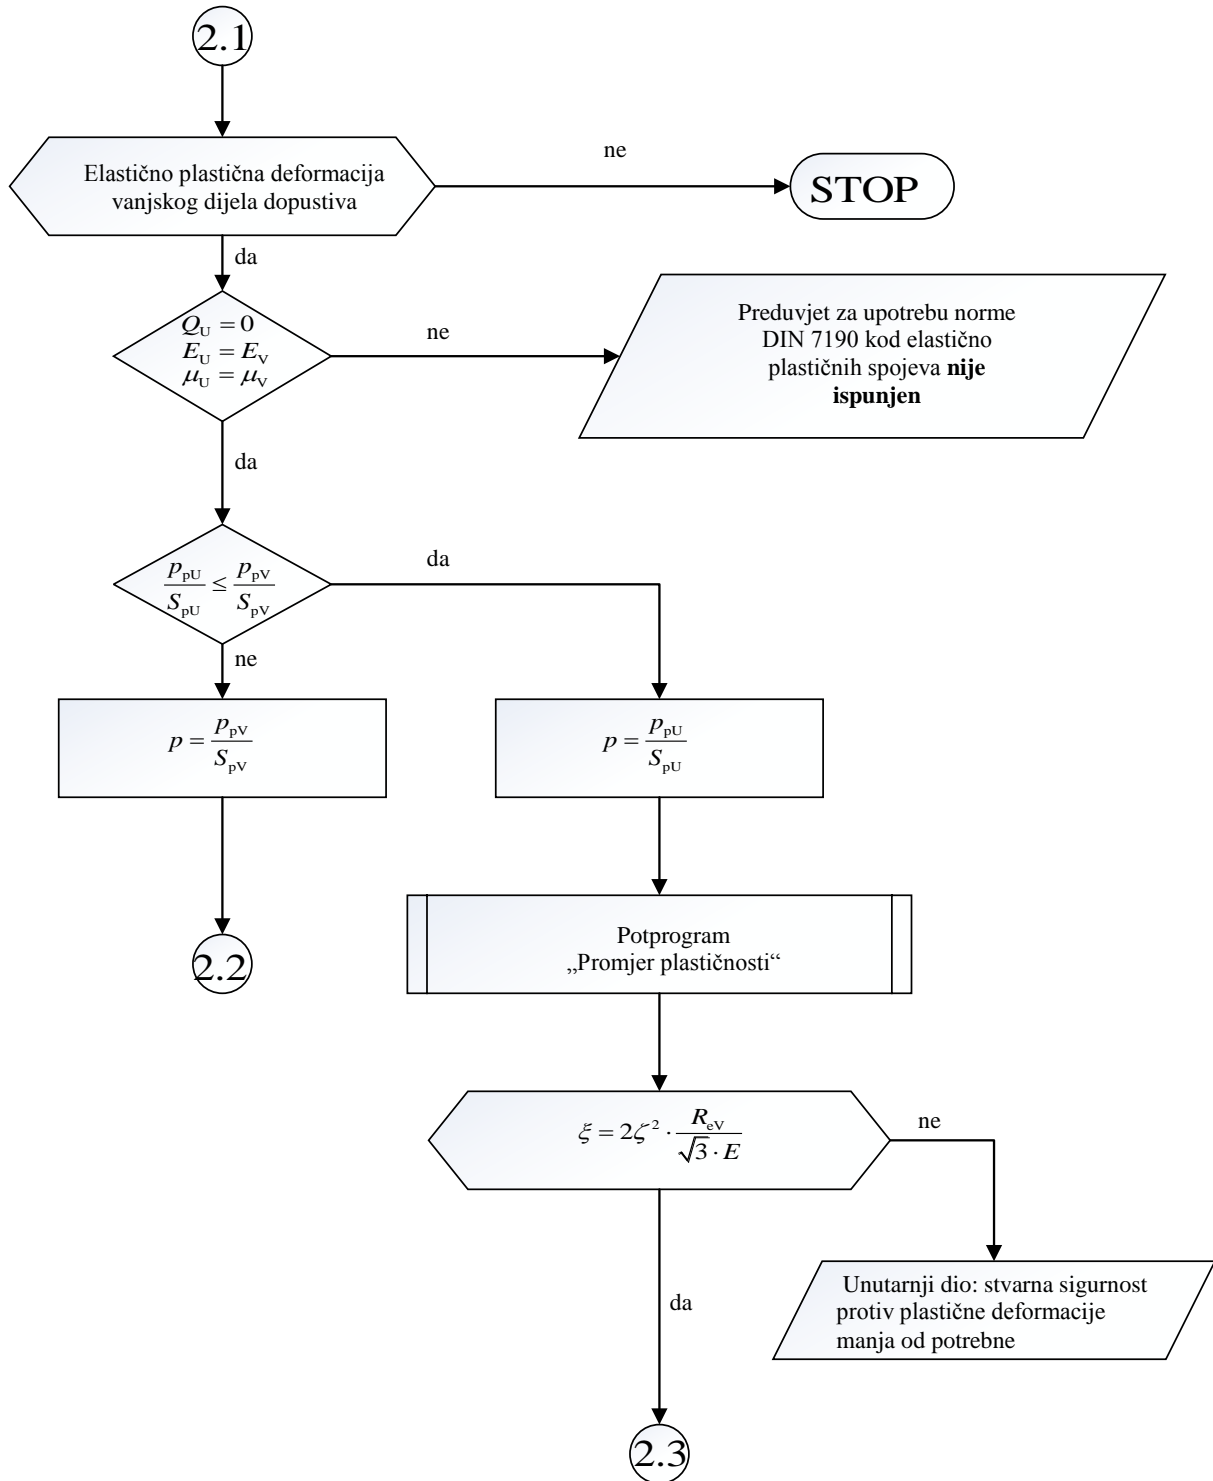 2.1
Elastično plastična deformacija
vanjskog dijela dopustiva
ne
STOP
da
Q_U = 0
E_U = E_V
μ_U = μ_V
ne
Preduvjet za upotrebu norme
DIN 7190 kod elastično
plastičnih spojeva nije
ispunjen
da
p_pU / S_pU ≤ p_pV / S_pV
da
ne
p = p_pV / S_pV
p = p_pU / S_pU
2.2
Potprogram
„Promjer plastičnosti“
ξ = 2ζ² · R_eV / √3 · E
ne
da
Unutarnji dio: stvarna sigurnost
protiv plastične deformacije
manja od potrebne
2.3